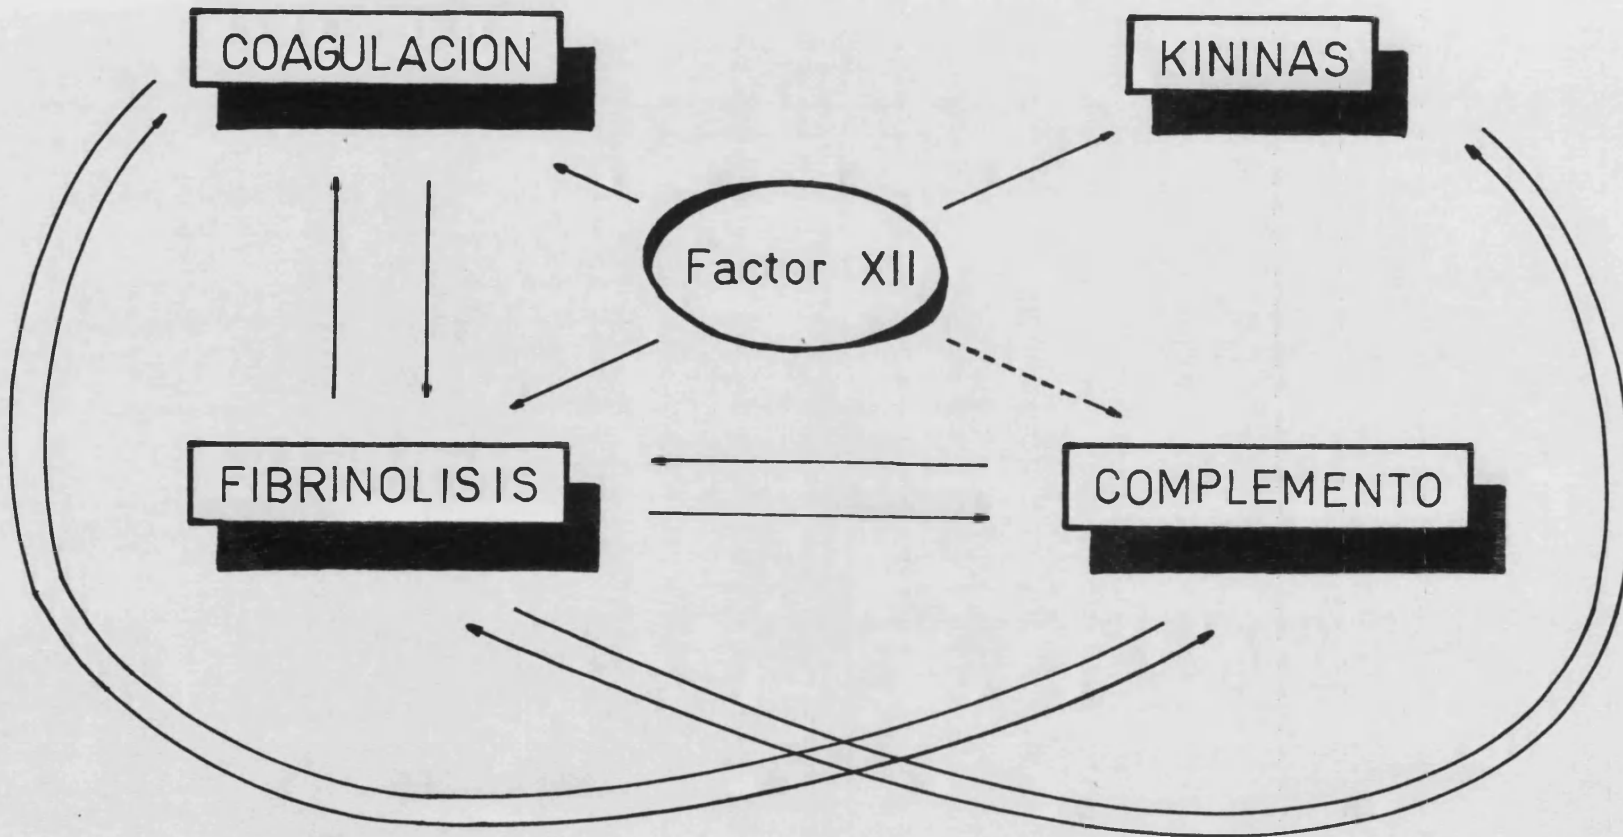 COAGULACION
KININAS
Factor XII
FIBRINOLISIS
COMPLEMENTO